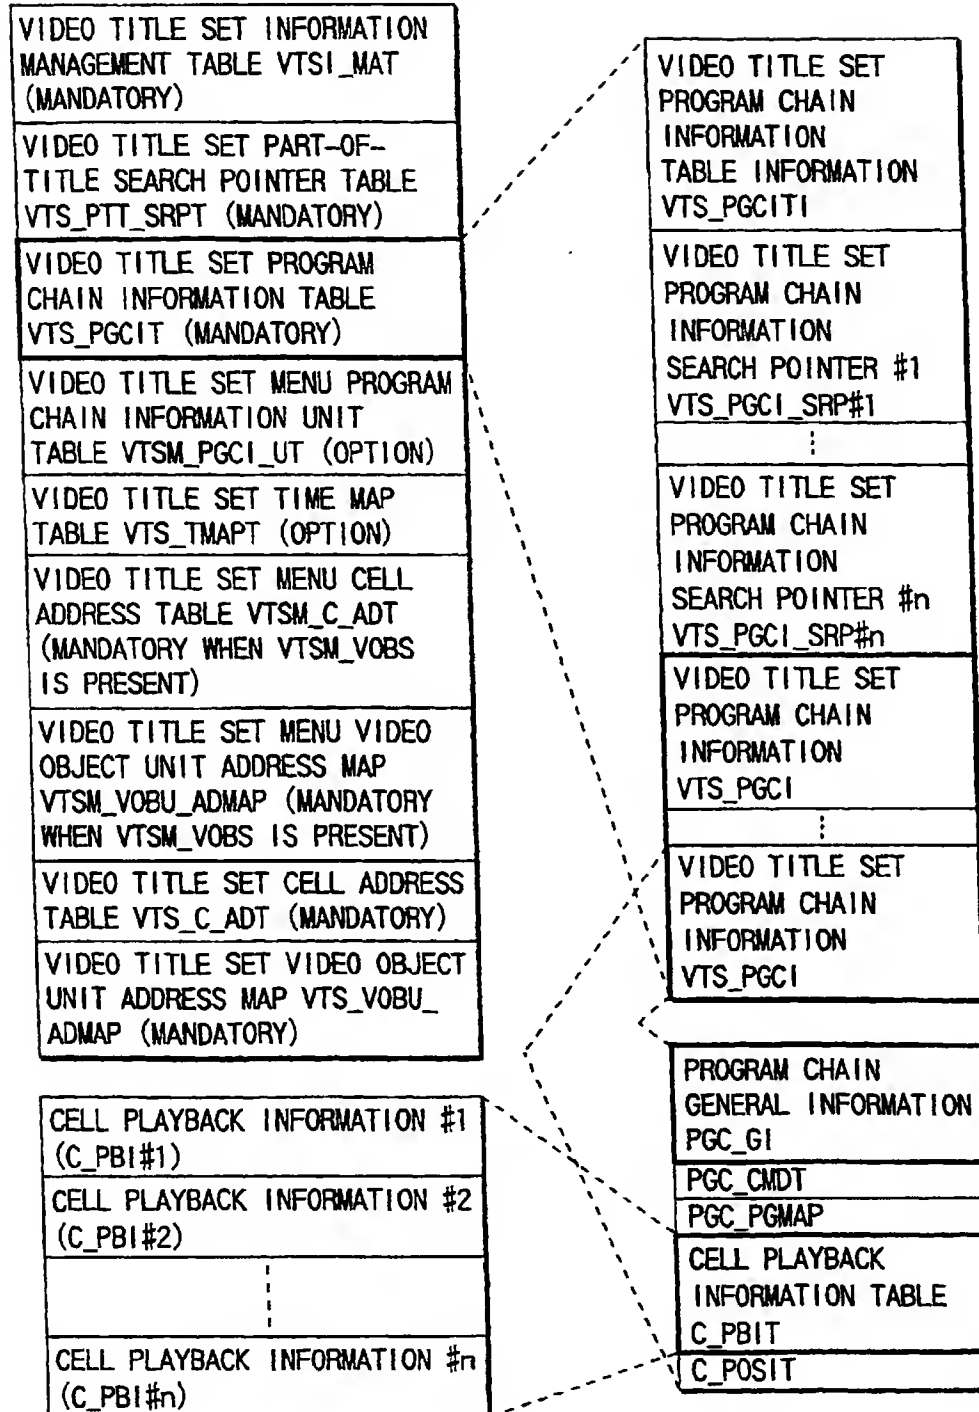 VIDEO TITLE SET INFORMATION
MANAGEMENT TABLE VTSI_MAT
(MANDATORY)
VIDEO TITLE SET PART-OF-
TITLE SEARCH POINTER TABLE
VTS_PTT_SRPT (MANDATORY)
VIDEO TITLE SET PROGRAM
CHAIN INFORMATION TABLE
VTS_PGCIT (MANDATORY)
VIDEO TITLE SET MENU PROGRAM
CHAIN INFORMATION UNIT
TABLE VTSM_PGCI_UT (OPTION)
VIDEO TITLE SET TIME MAP
TABLE VTS_TMAPT (OPTION)
VIDEO TITLE SET MENU CELL
ADDRESS TABLE VTSM_C_ADT
(MANDATORY WHEN VTSM_VOBS
IS PRESENT)
VIDEO TITLE SET MENU VIDEO
OBJECT UNIT ADDRESS MAP
VTSM_VOBU_ADMAP (MANDATORY
WHEN VTSM_VOBS IS PRESENT)
VIDEO TITLE SET CELL ADDRESS
TABLE VTS_C_ADT (MANDATORY)
VIDEO TITLE SET VIDEO OBJECT
UNIT ADDRESS MAP VTS_VOBU_
ADMAP (MANDATORY)
VIDEO TITLE SET
PROGRAM CHAIN
INFORMATION
TABLE INFORMATION
VTS_PGCITI
VIDEO TITLE SET
PROGRAM CHAIN
INFORMATION
SEARCH POINTER #1
VTS_PGCI_SRP#1
VIDEO TITLE SET
PROGRAM CHAIN
INFORMATION
SEARCH POINTER #n
VTS_PGCI_SRP#n
VIDEO TITLE SET
PROGRAM CHAIN
INFORMATION
VTS_PGCI
VIDEO TITLE SET
PROGRAM CHAIN
INFORMATION
VTS_PGCI
PROGRAM CHAIN
GENERAL INFORMATION
PGC_GI
PGC_CMDT
PGC_PGMAP
CELL PLAYBACK
INFORMATION TABLE
C_PBIT
C_POSIT
CELL PLAYBACK INFORMATION #1
(C_PBI#1)
CELL PLAYBACK INFORMATION #2
(C_PBI#2)
CELL PLAYBACK INFORMATION #n
(C_PBI#n)